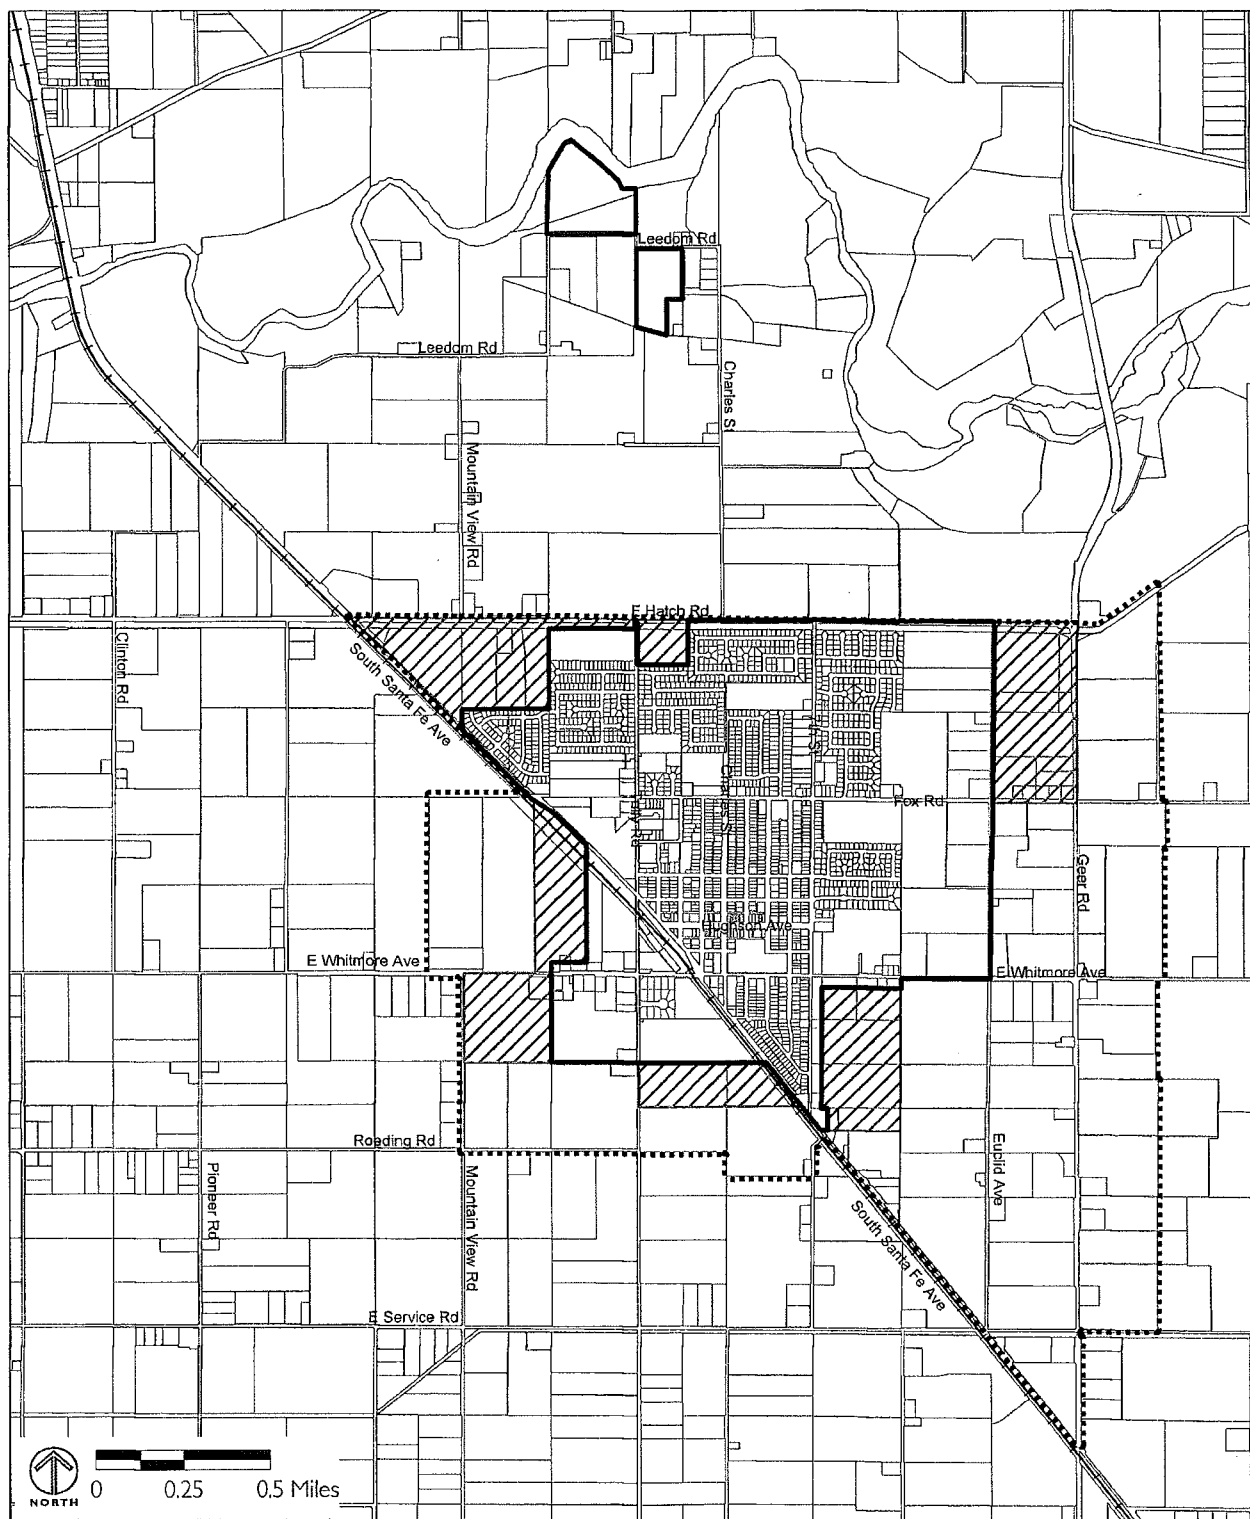 Leedom Rd
Leedom Rd
Charles St
Mountain View Rd
E Hatch Rd
Clinton Rd
South Santa Fe Ave
Fox Rd
Geer Rd
Hughson Ave
E Whitmore Ave
E Whitmore Ave
Roeding Rd
Euclid Ave
Pioneer Rd
Mountain View Rd
South Santa Fe Ave
E Service Rd
NORTH
0 0.25 0.5 Miles